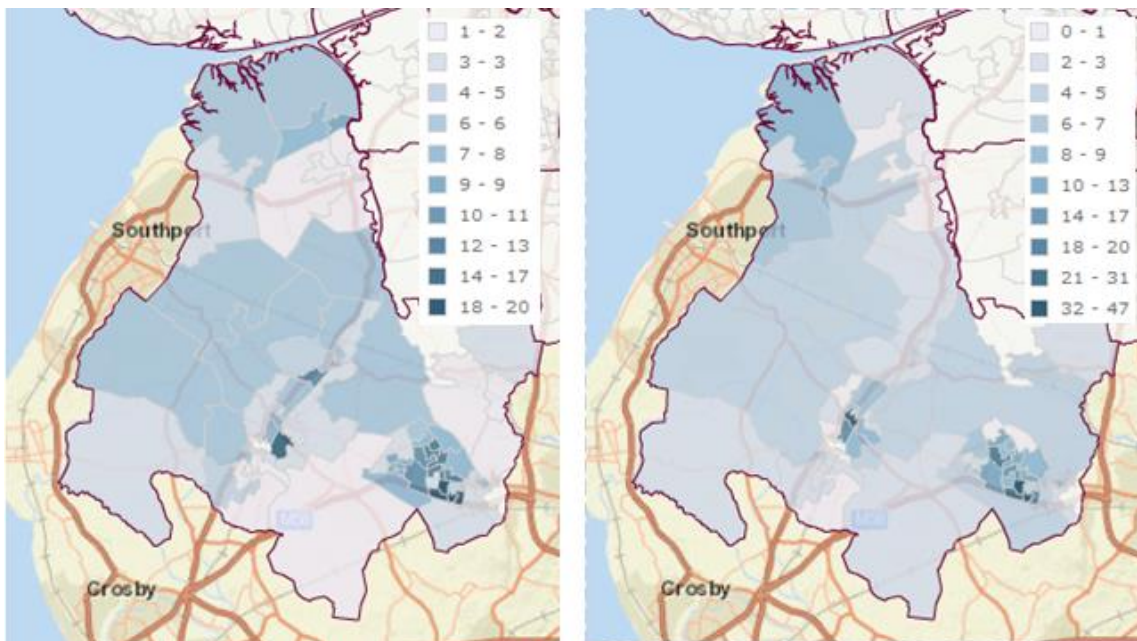 1 - 2
3 - 3
4 - 5
6 - 6
7 - 8
9 - 9
10 - 11
12 - 13
14 - 17
18 - 20
Southport
Crosby
0 - 1
2 - 3
4 - 5
6 - 7
8 - 9
10 - 13
14 - 17
18 - 20
21 - 31
32 - 47
Southport
Crosby